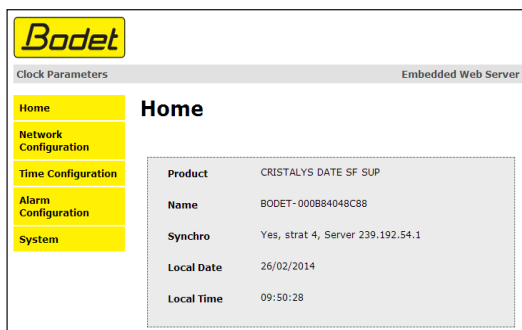 Bodet
Clock Parameters Embedded Web Server
Home
Network
Configuration
Time Configuration
Alarm
Configuration
System
Home
Product CRISTALYS DATE SF SUP
Name BODET-000B84048C88
Synchro Yes, strat 4, Server 239.192.54.1
Local Date 26/02/2014
Local Time 09:50:28